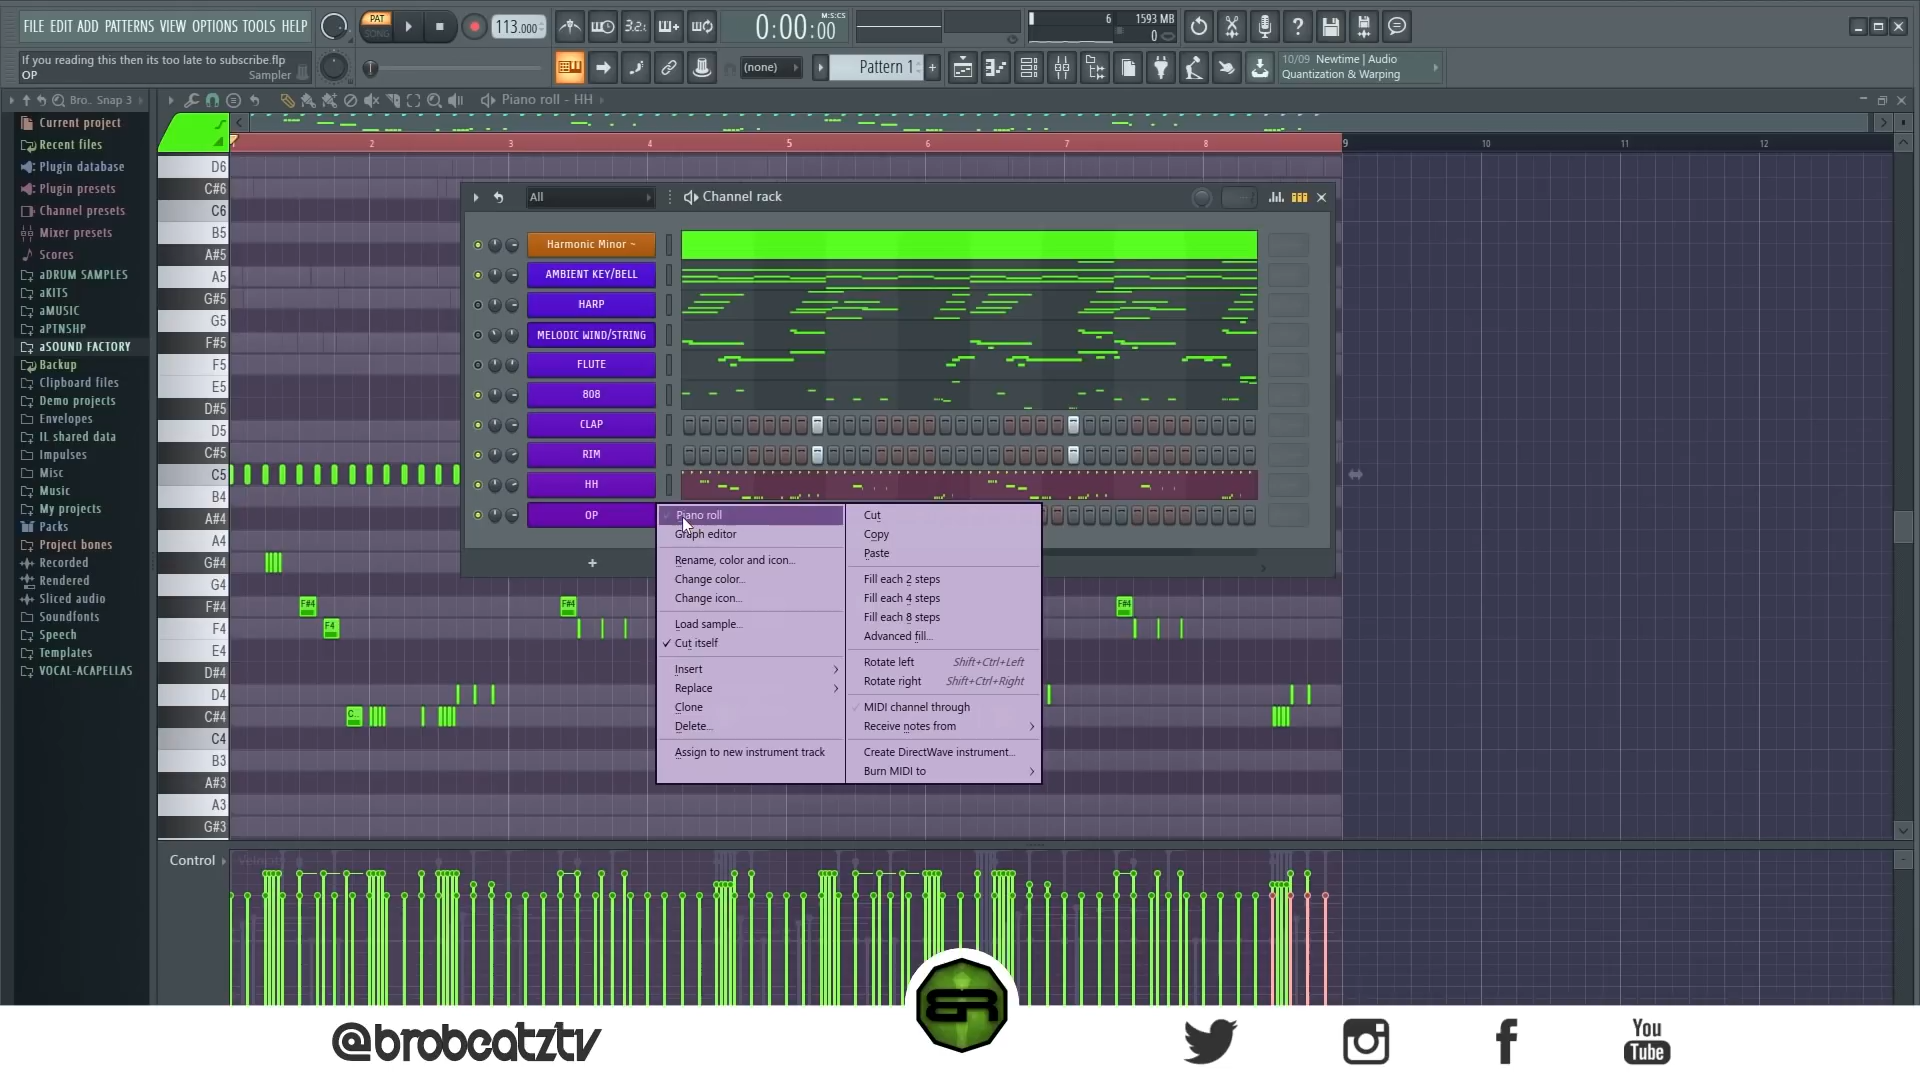 FILE EDIT ADD PATTERNS VIEW OPTIONS TOOLS HELP
PAT
SONG
113.000
3.2:
0:00:00
M:S:CS
6
1593 MB
0
If you reading this then its too late to subscribe.flp
OP
Sampler
(none)
Pattern 1
10/09 Newtime | Audio
Quantization & Warping
Bro.. Snap 3
Piano roll - HH
Current project
Recent files
Plugin database
Plugin presets
Channel presets
Mixer presets
Scores
aDRUM SAMPLES
aKITS
aMUSIC
aPTNSHP
aSOUND FACTORY
Backup
Clipboard files
Demo projects
Envelopes
IL shared data
Impulses
Misc
Music
My projects
Packs
Project bones
Recorded
Rendered
Sliced audio
Soundfonts
Speech
Templates
VOCAL-ACAPELLAS
2
3
4
5
6
7
8
9
10
11
12
D6
C#6
C6
B5
A#5
A5
G#5
G5
F#5
F5
E5
D#5
D5
C#5
C5
B4
A#4
A4
G#4
G4
F#4
F4
E4
D#4
D4
C#4
C4
B3
A#3
A3
G#3
F#4
F4
C..
F#4
F#4
All
Channel rack
Harmonic Minor ~
AMBIENT KEY/BELL
HARP
MELODIC WIND/STRING
FLUTE
808
CLAP
RIM
HH
OP
+
Piano roll
Graph editor
Rename, color and icon...
Change color...
Change icon...
Load sample...
✓ Cut itself
Insert
Replace
Clone
Delete...
Assign to new instrument track
Cut
Copy
Paste
Fill each 2 steps
Fill each 4 steps
Fill each 8 steps
Advanced fill...
Rotate left Shift+Ctrl+Left
Rotate right Shift+Ctrl+Right
MIDI channel through
Receive notes from
Create DirectWave instrument...
Burn MIDI to
Control
Velocity
@brobeatztv
BR
You
Tube